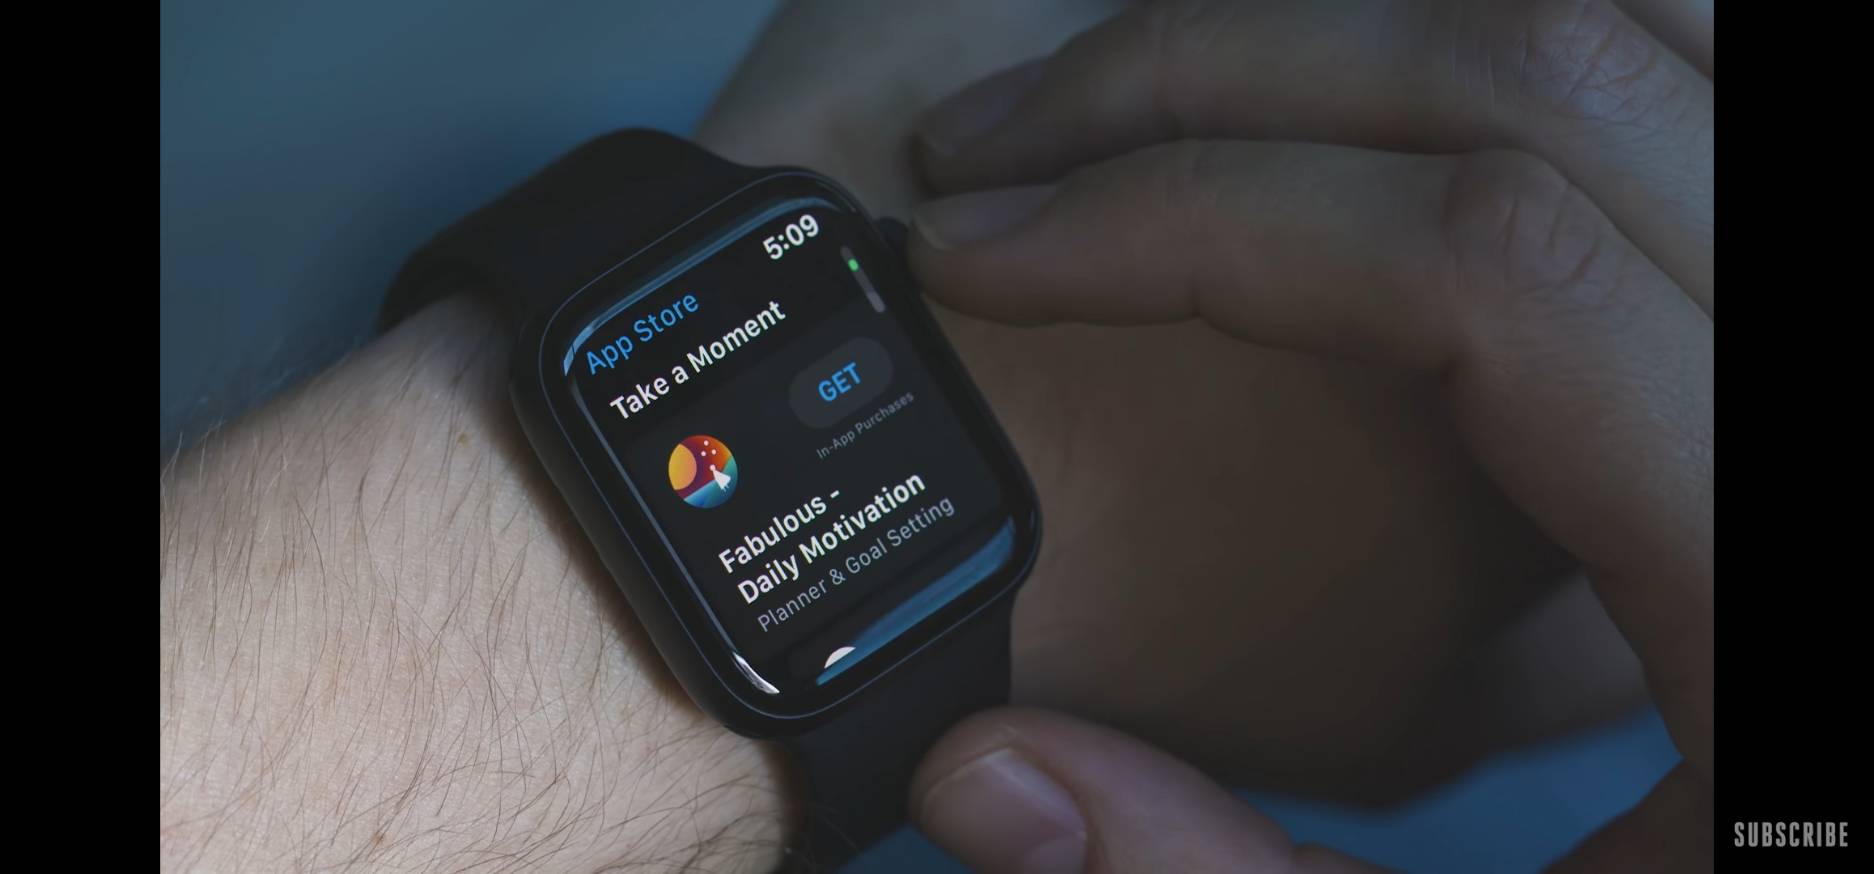 5:09
App Store
Take a Moment
GET
In-App Purchases
Fabulous -
Daily Motivation
Planner & Goal Setting
SUBSCRIBE